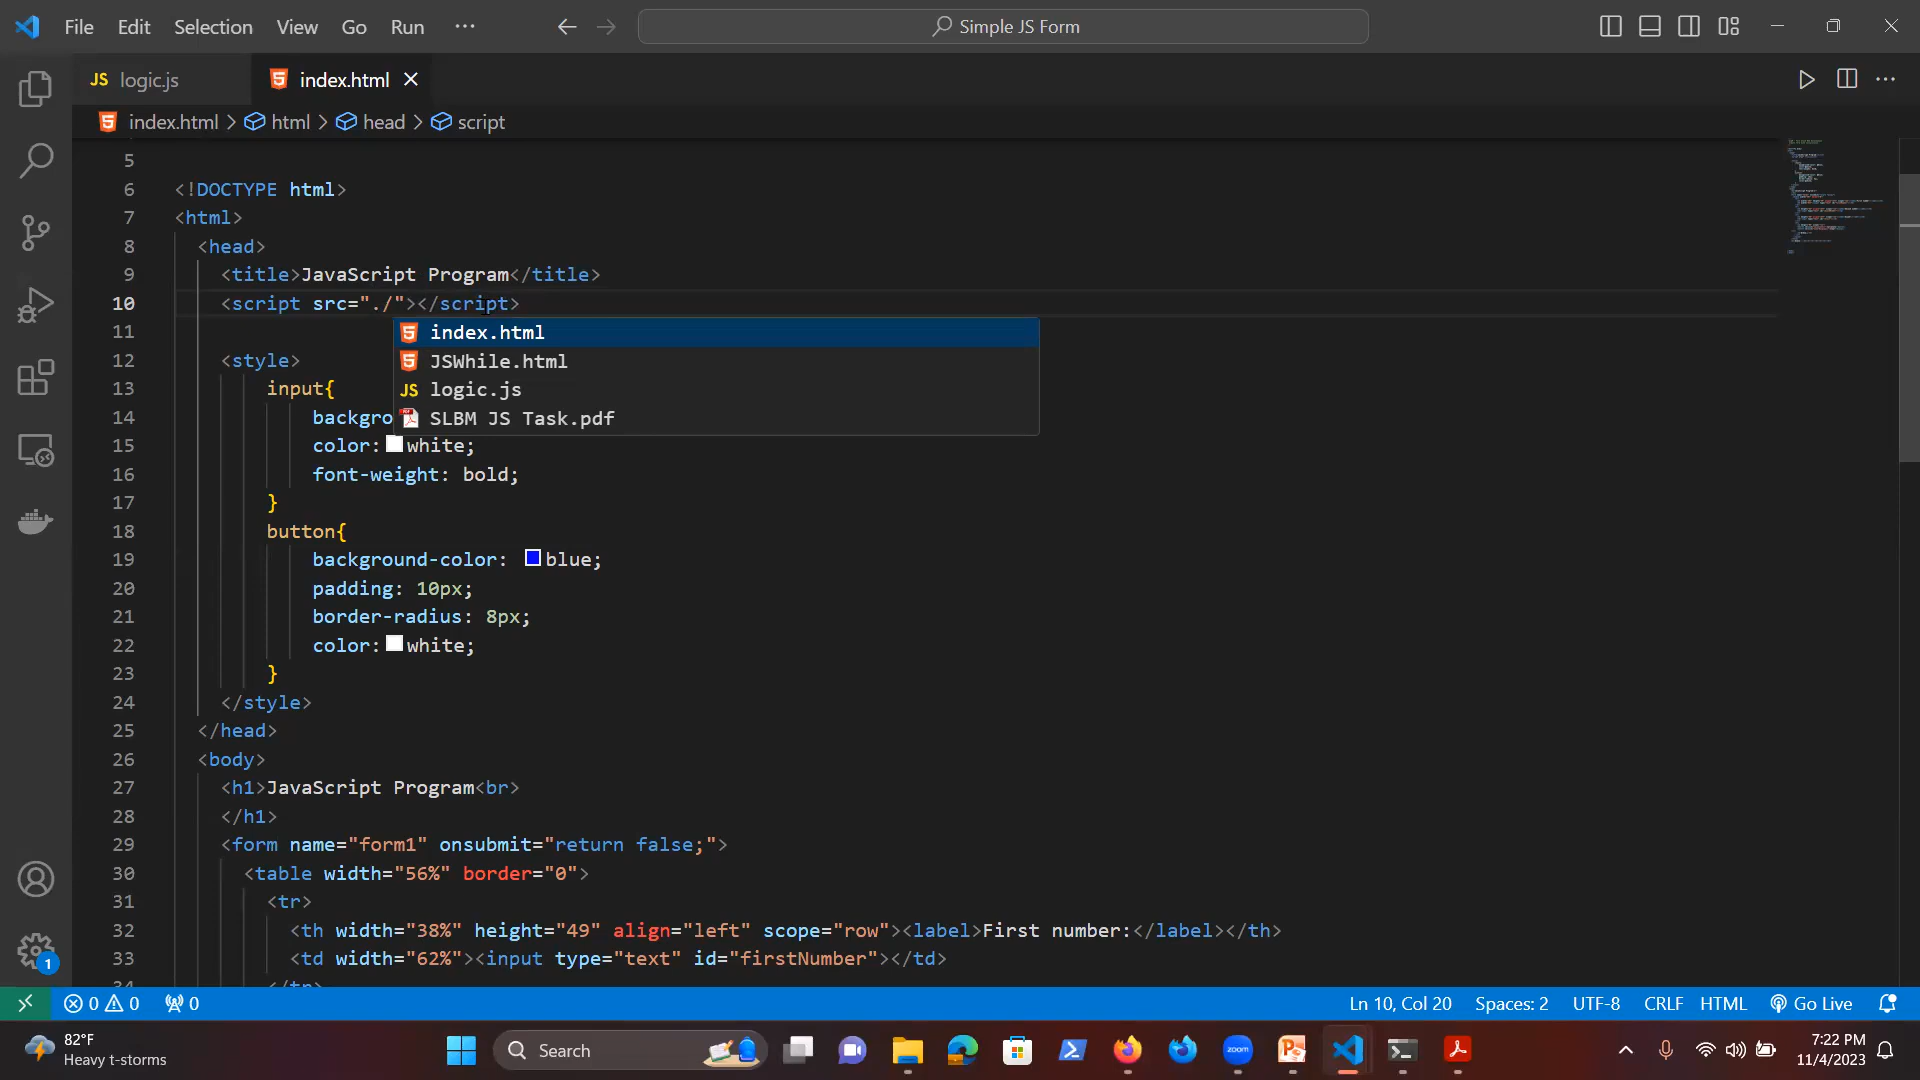 File Edit Selection View Go Run ··· Simple JS Form
JS logic.js index.html
index.html > html > head > script
5
6 <!DOCTYPE html>
7 <html>
8 <head>
9 <title>JavaScript Program</title>
10 <script src="./"></script>
11 index.html
12 <style> JSWhile.html
13 input{ JS logic.js
14 backgro SLBM JS Task.pdf
15 color: white;
16 font-weight: bold;
17 }
18 button{
19 background-color: blue;
20 padding: 10px;
21 border-radius: 8px;
22 color: white;
23 }
24 </style>
25 </head>
26 <body>
27 <h1>JavaScript Program<br>
28 </h1>
29 <form name="form1" onsubmit="return false;">
30 <table width="56%" border="0">
31 <tr>
32 <th width="38%" height="49" align="left" scope="row"><label>First number:</label></th>
33 <td width="62%"><input type="text" id="firstNumber"></td>
34 </tr>
1
0 0 0 Ln 10, Col 20 Spaces: 2 UTF-8 CRLF HTML Go Live
82°F
Heavy t-storms
Search
zoom
7:22 PM
11/4/2023